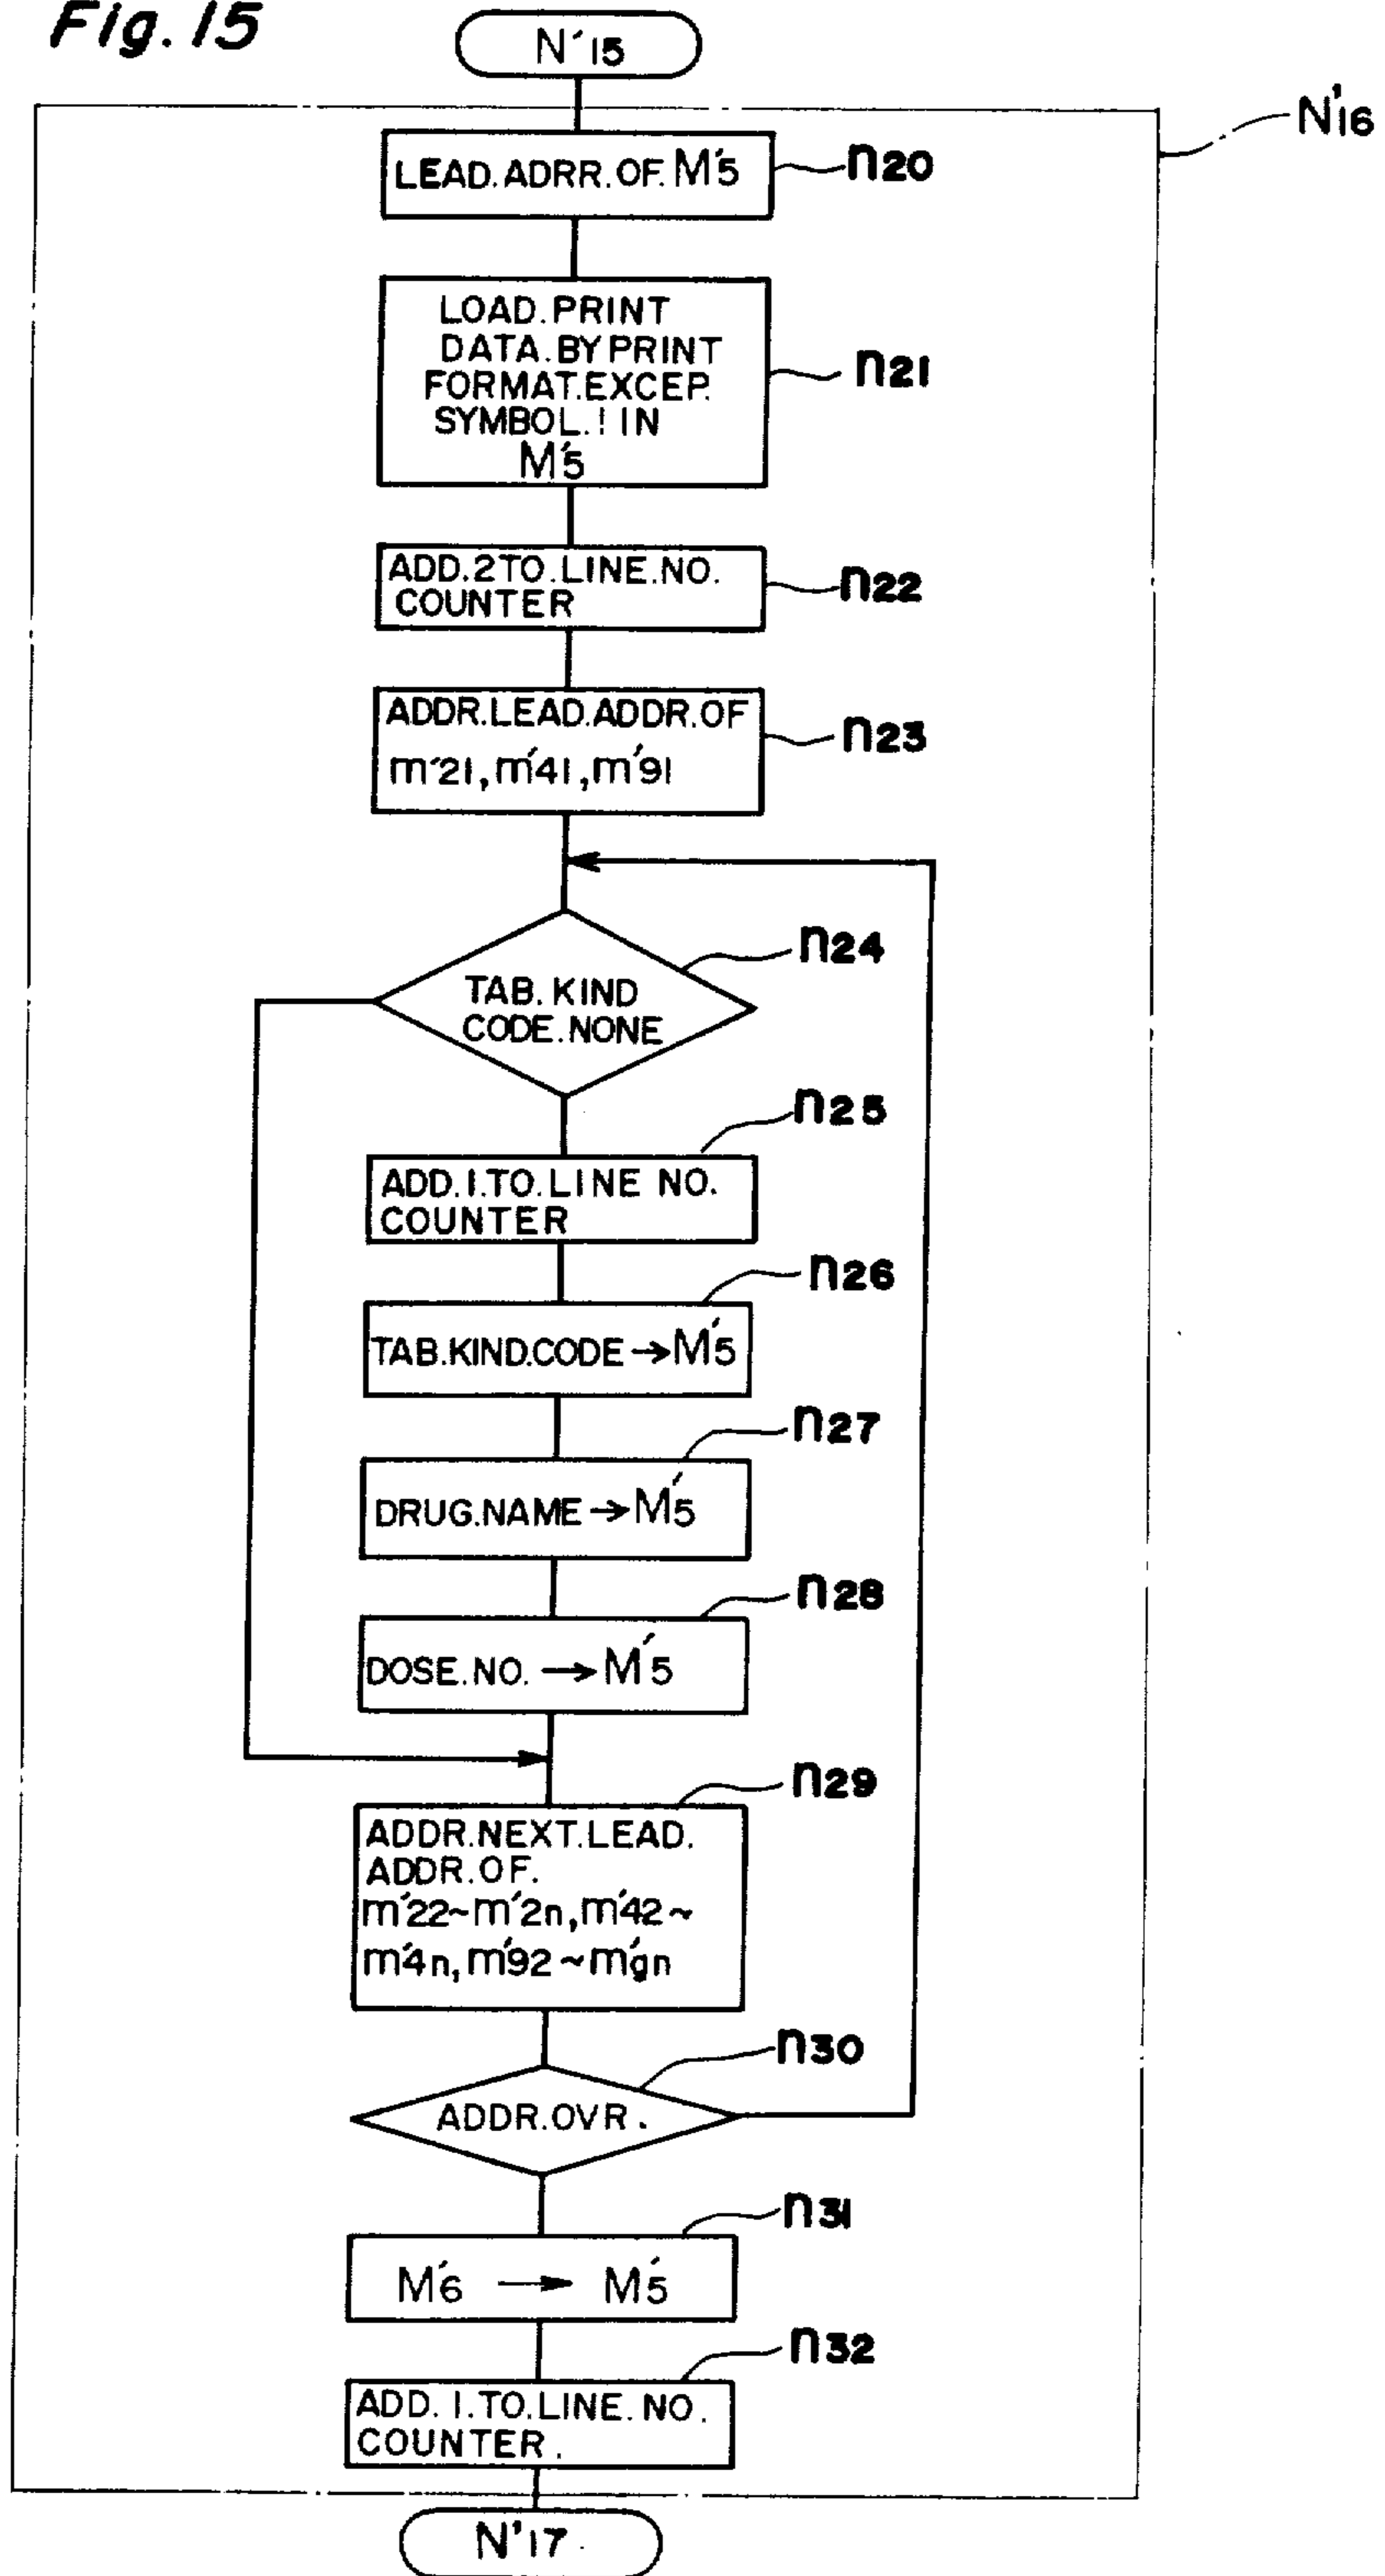 Fig. 15
N'15
N'16
LEAD.ADRR.OF.M'5
n20
LOAD.PRINT
DATA.BY PRINT
FORMAT.EXCEP.
SYMBOL.! IN
M'5
n21
ADD.2TO.LINE.NO.
COUNTER
n22
ADDR.LEAD.ADDR.OF
m'21,m'41,m'91
n23
TAB.KIND
CODE.NONE
n24
n25
ADD.1.TO.LINE NO.
COUNTER
n26
TAB.KIND.CODE→M'5
n27
DRUG.NAME→M'5
n28
DOSE.NO.→M'5
n29
ADDR.NEXT.LEAD.
ADDR.OF.
m'22~m'2n,m'42~
m'4n,m'92~m'gn
n30
ADDR.OVR.
n31
M'6 → M'5
n32
ADD.1.TO.LINE.NO.
COUNTER.
N'17